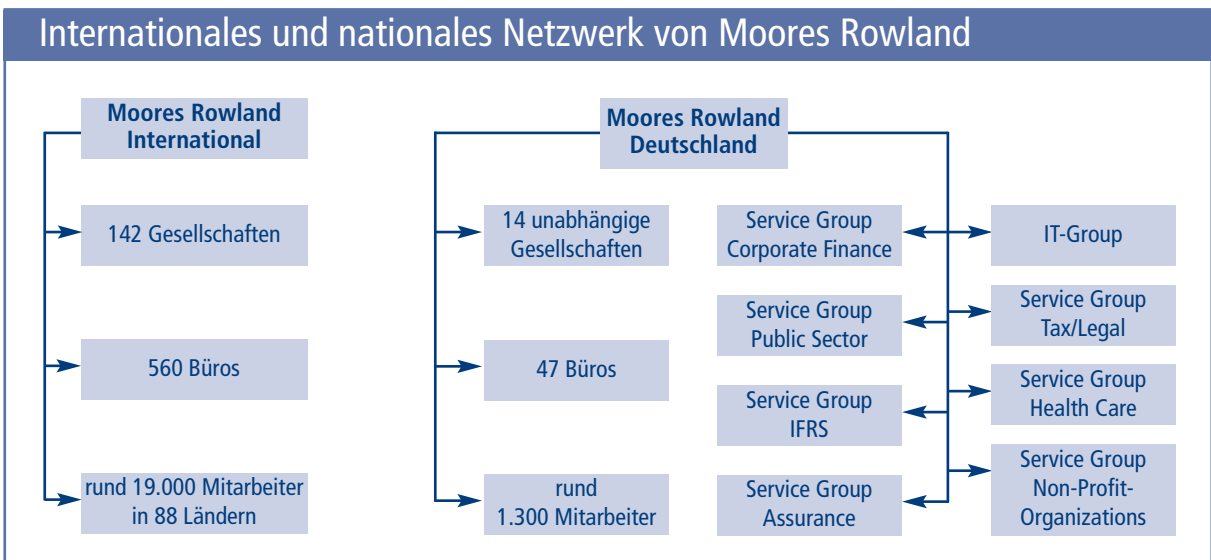 Internationales und nationales Netzwerk von Moores Rowland
Moores Rowland
International
142 Gesellschaften
560 Büros
rund 19.000 Mitarbeiter
in 88 Ländern
Moores Rowland
Deutschland
14 unabhängige
Gesellschaften
47 Büros
rund
1.300 Mitarbeiter
Service Group
Corporate Finance
Service Group
Public Sector
Service Group
IFRS
Service Group
Assurance
IT-Group
Service Group
Tax/Legal
Service Group
Health Care
Service Group
Non-Profit-
Organizations